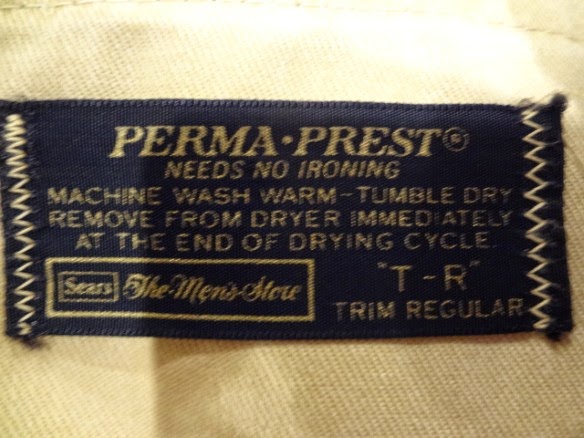 PERMA·PREST®
NEEDS NO IRONING
MACHINE WASH WARM-TUMBLE DRY
REMOVE FROM DRYER IMMEDIATELY
AT THE END OF DRYING CYCLE.
Sears The Men's Store
"T-R"
TRIM REGULAR